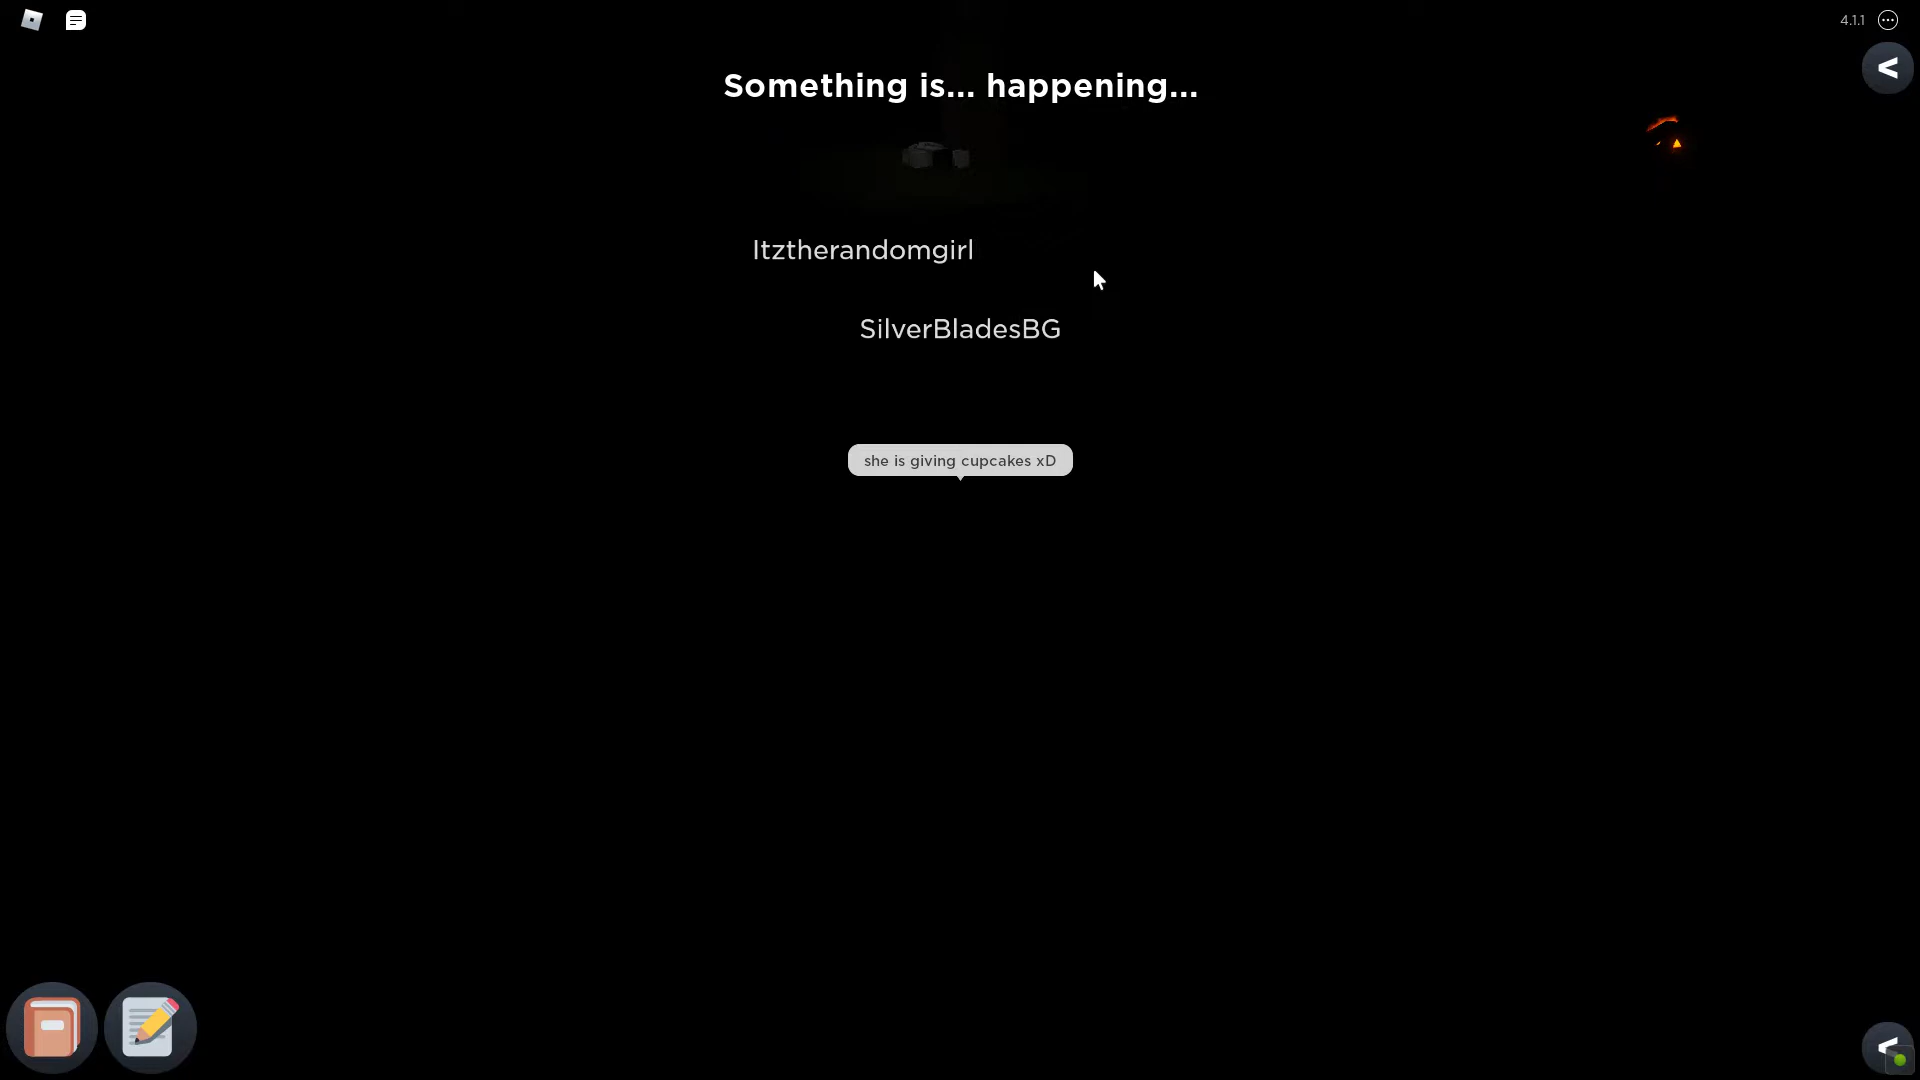 4.1.1
Something is... happening...
Itztherandomgirl
SilverBladesBG
she is giving cupcakes xD